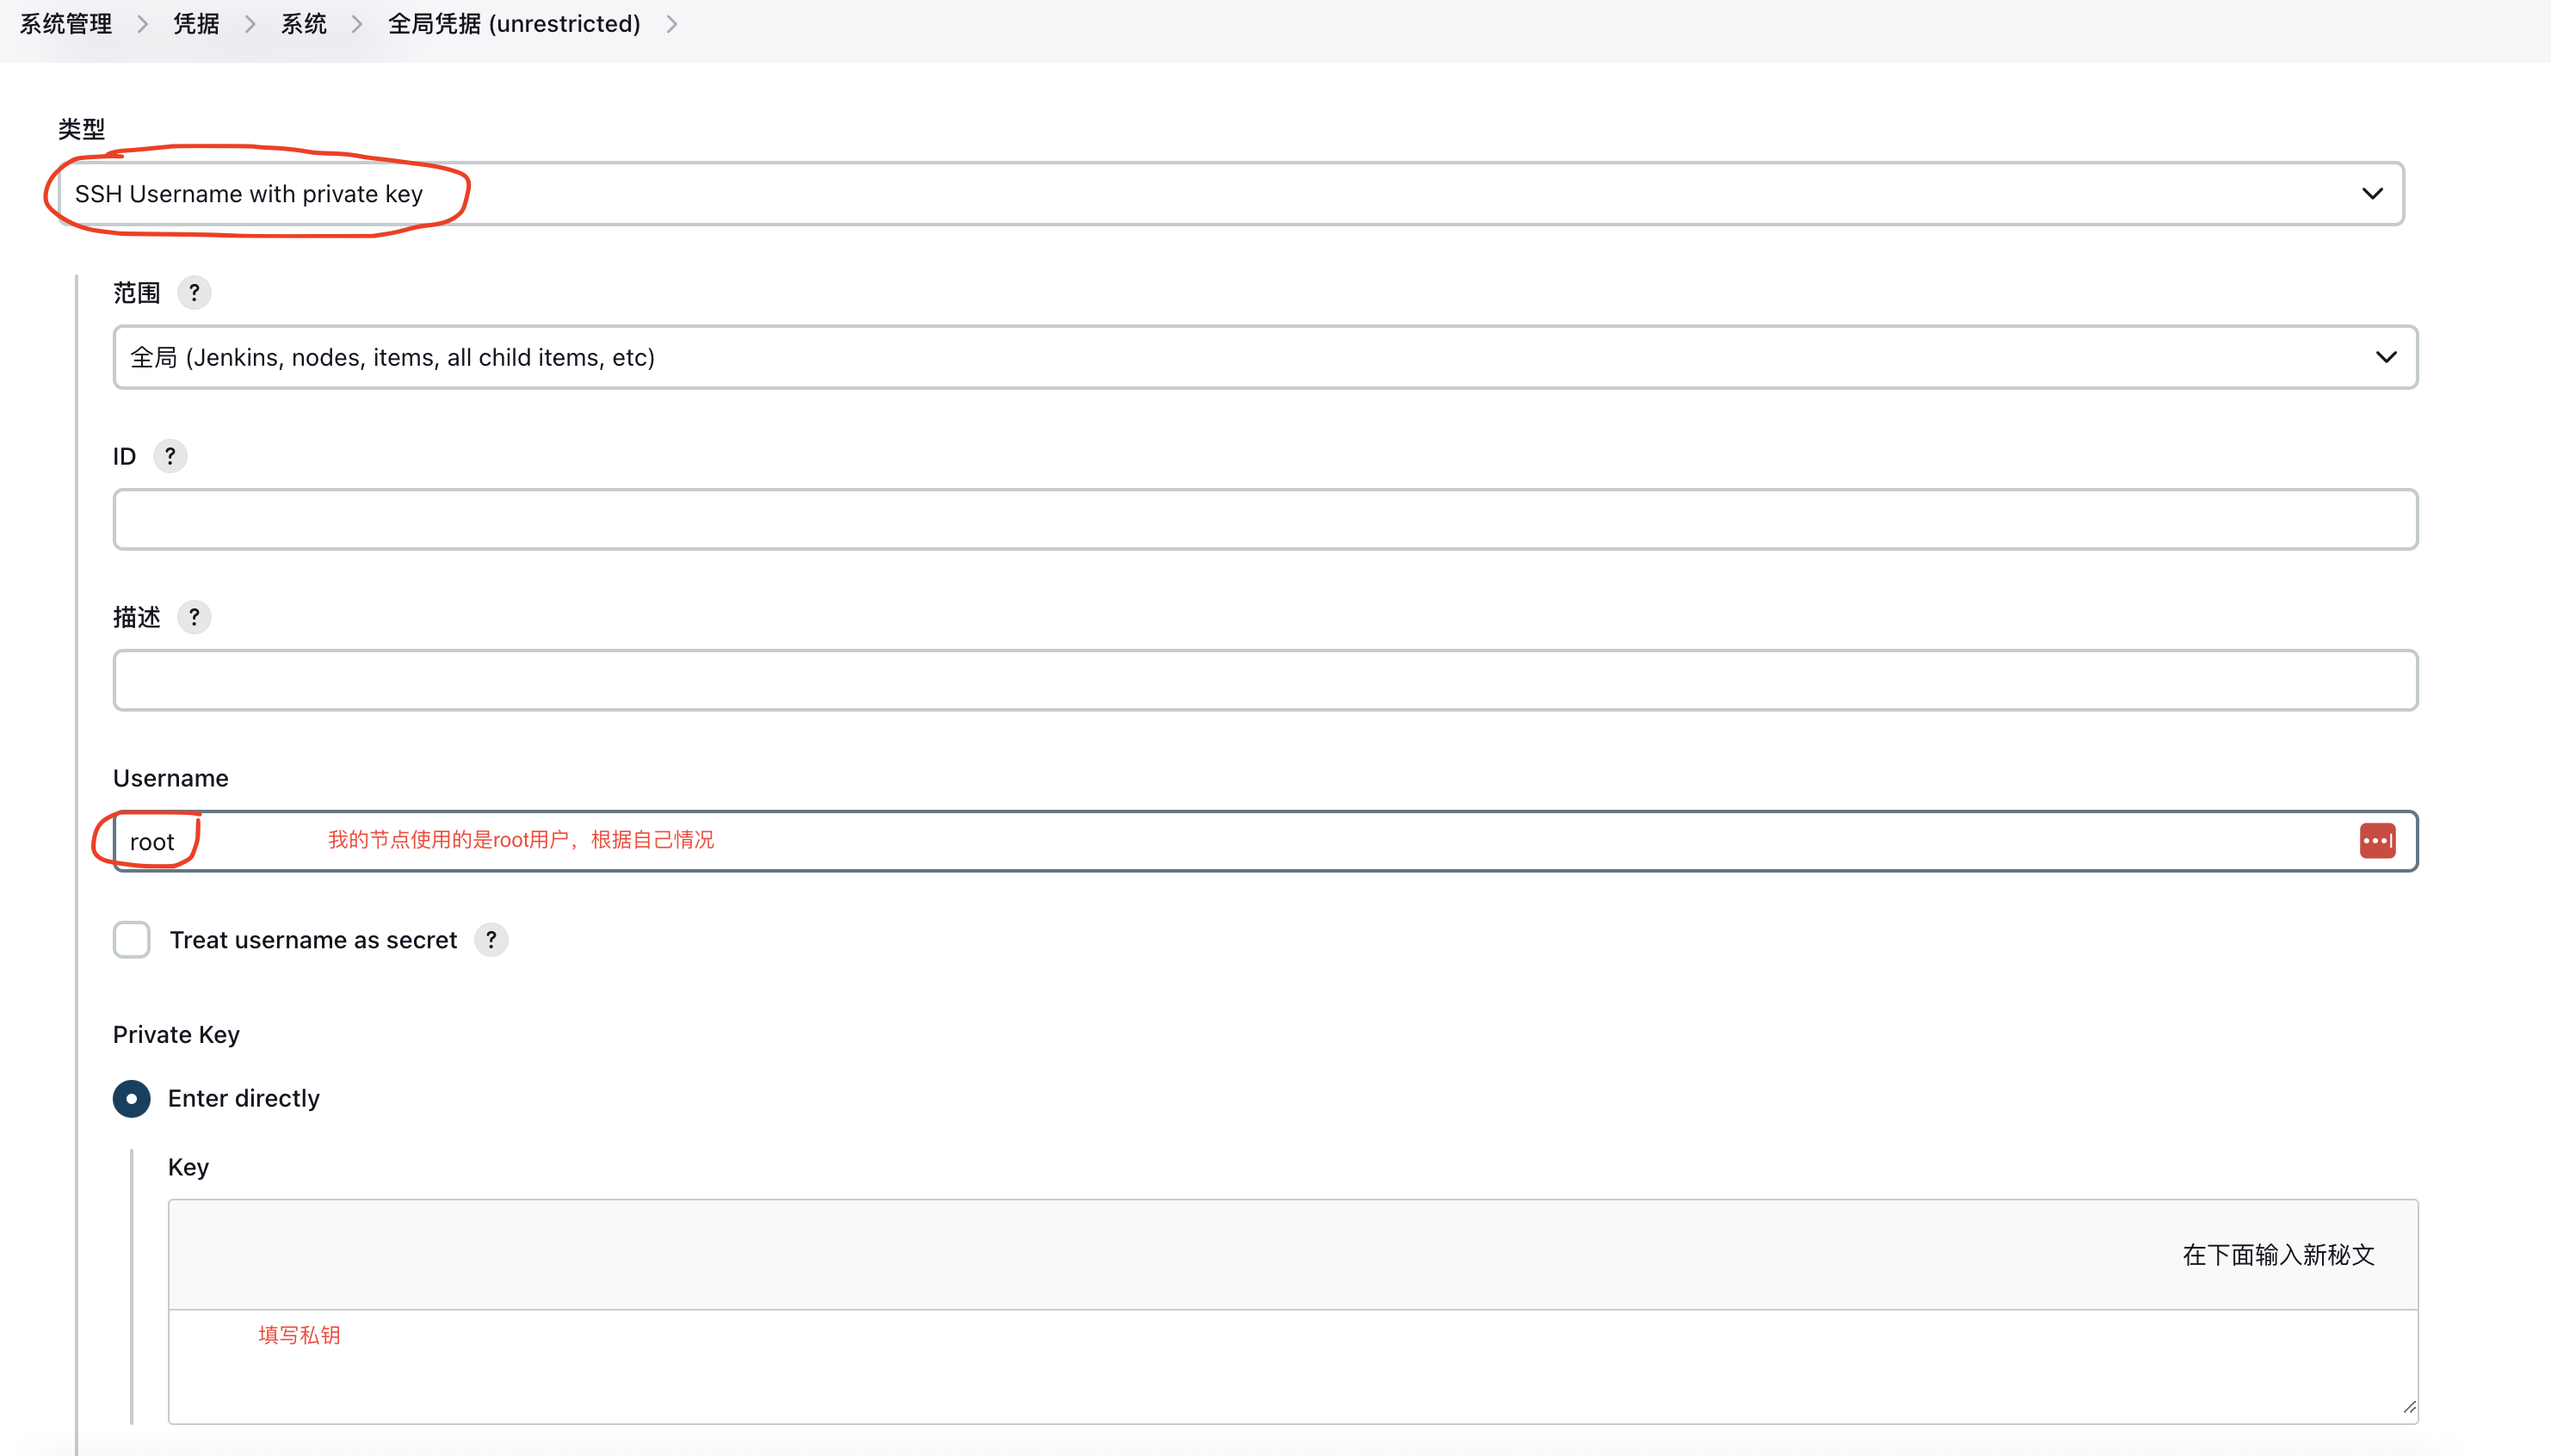 系统管理 > 凭据 > 系统 > 全局凭据 (unrestricted) >
类型
SSH Username with private key
范围 ?
全局 (Jenkins, nodes, items, all child items, etc)
ID ?
描述 ?
Username
root 我的节点使用的是root用户，根据自己情况
Treat username as secret ?
Private Key
Enter directly
Key
在下面输入新秘文
填写私钥